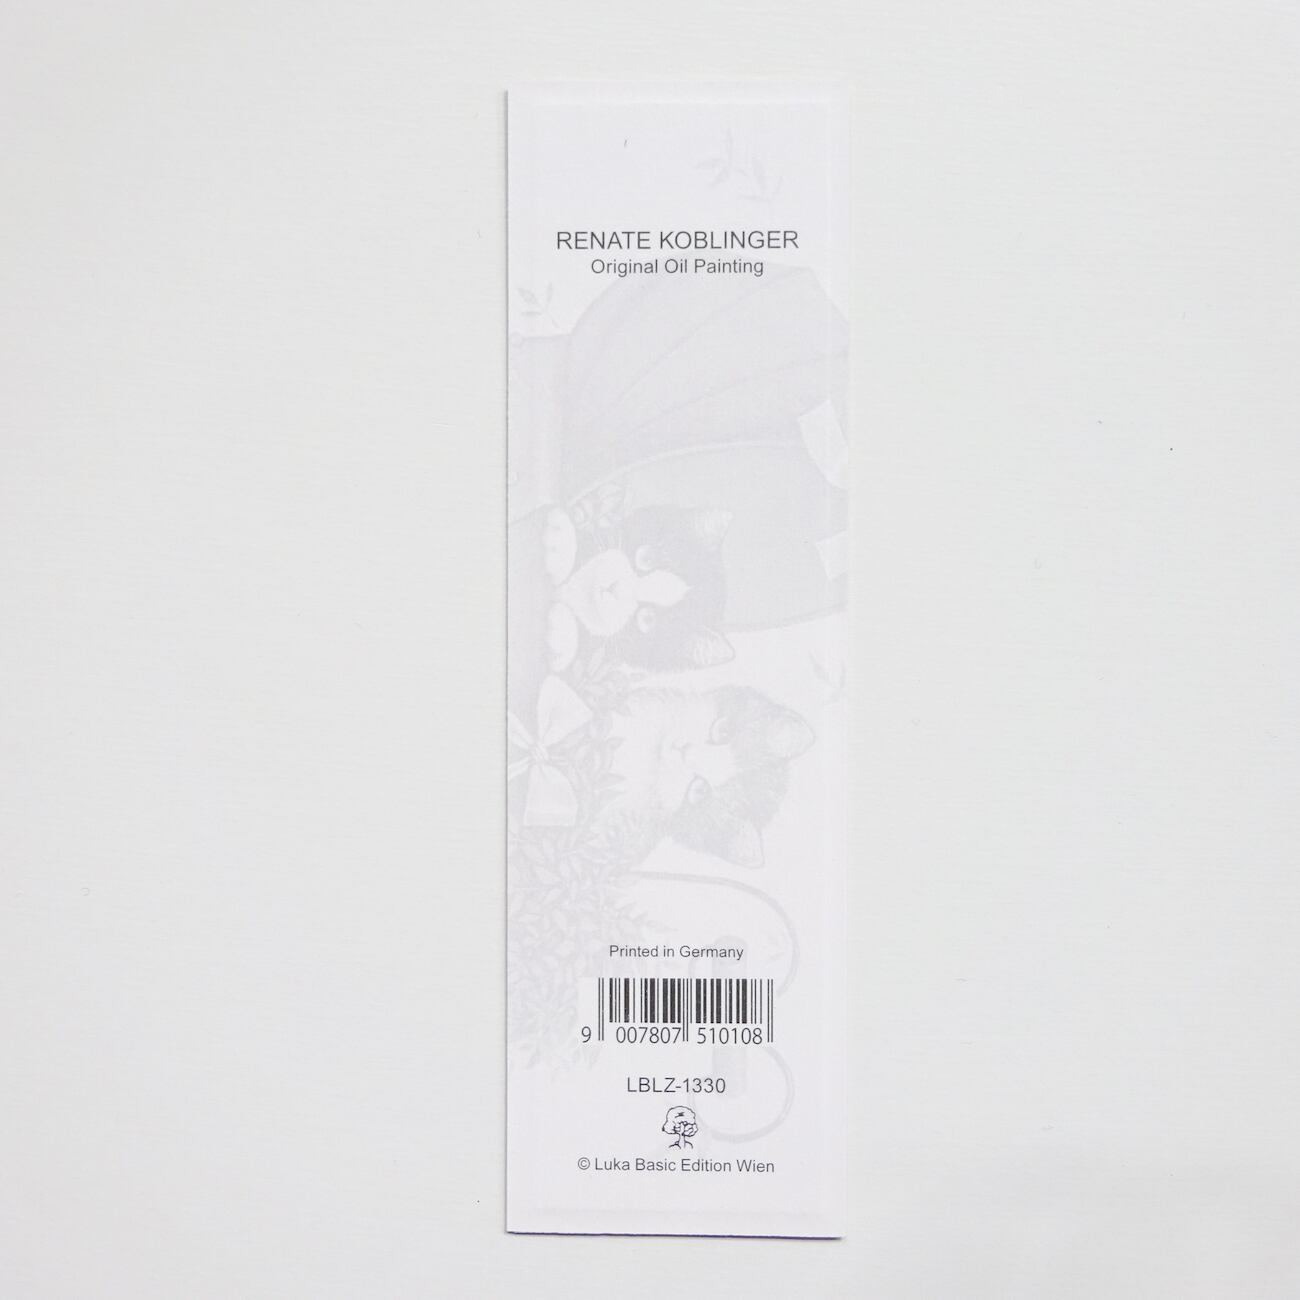 RENATE KOBLINGER
Original Oil Painting
Printed in Germany
9 007807 510108
LBLZ-1330
© Luka Basic Edition Wien